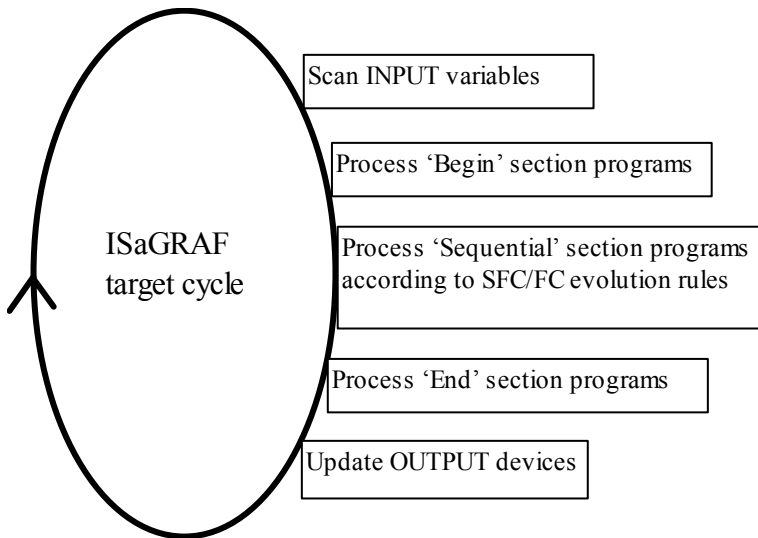 Scan INPUT variables
Process ‘Begin’ section programs
ISaGRAF
target cycle
Process ‘Sequential’ section programs
according to SFC/FC evolution rules
Process ‘End’ section programs
Update OUTPUT devices